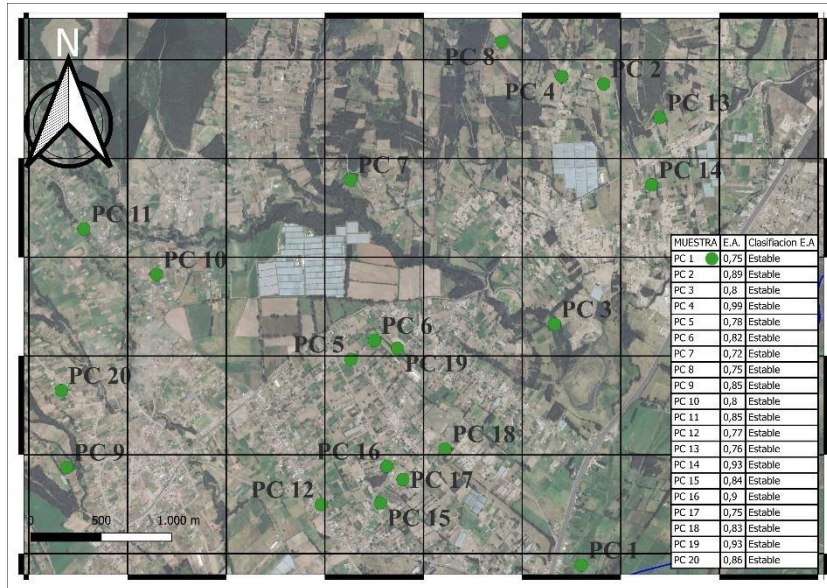 N
PC 8
PC 4
PC 2
PC 13
PC 7
PC 14
PC 11
PC 10
PC 3
PC 6
PC 5
PC 19
PC 20
PC 18
PC 16
PC 9
PC 17
PC 12
PC 15
PC 1
0 500 1.000 m
MUESTRA E.A. Clasifiacion E.A
PC 1 0,75 Estable
PC 2 0,89 Estable
PC 3 0,8 Estable
PC 4 0,99 Estable
PC 5 0,78 Estable
PC 6 0,82 Estable
PC 7 0,72 Estable
PC 8 0,75 Estable
PC 9 0,85 Estable
PC 10 0,8 Estable
PC 11 0,85 Estable
PC 12 0,77 Estable
PC 13 0,76 Estable
PC 14 0,93 Estable
PC 15 0,84 Estable
PC 16 0,9 Estable
PC 17 0,75 Estable
PC 18 0,83 Estable
PC 19 0,93 Estable
PC 20 0,86 Estable